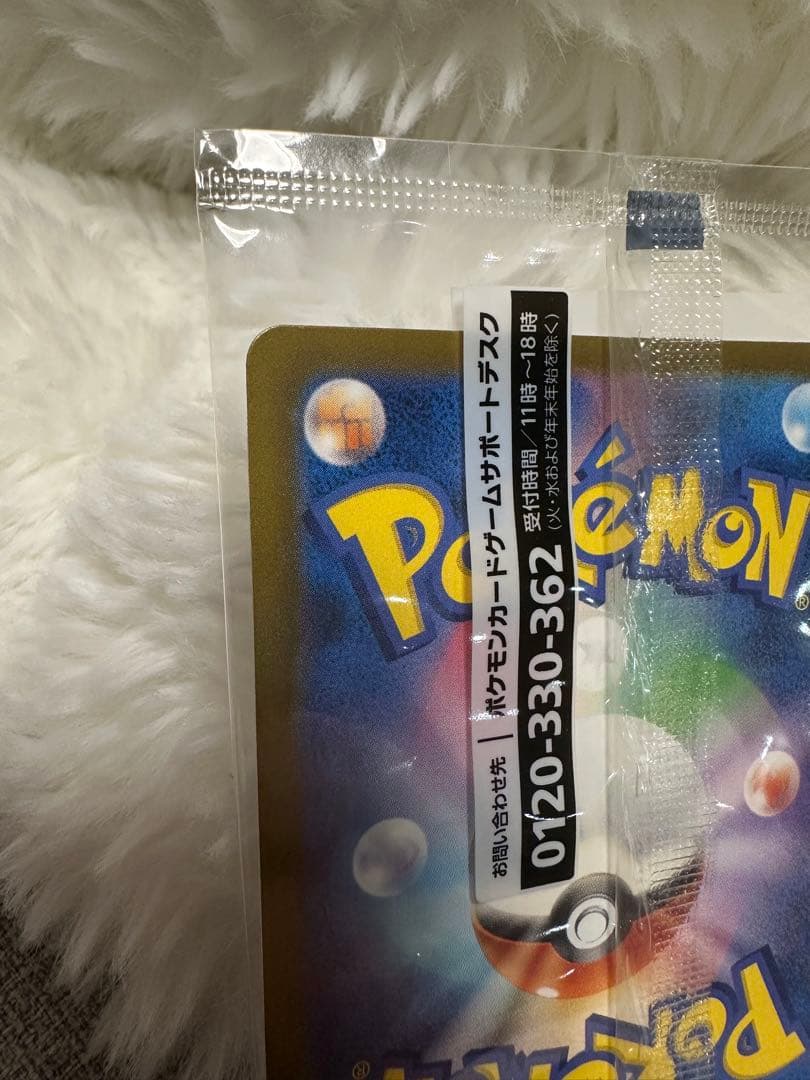 お問い合わせ先 | ポケモンカードゲームサポートデスク
0120-330-362 受付時間/11時～18時
(火・水および年末年始を除く)
POKéMON
®
POKéMON
®